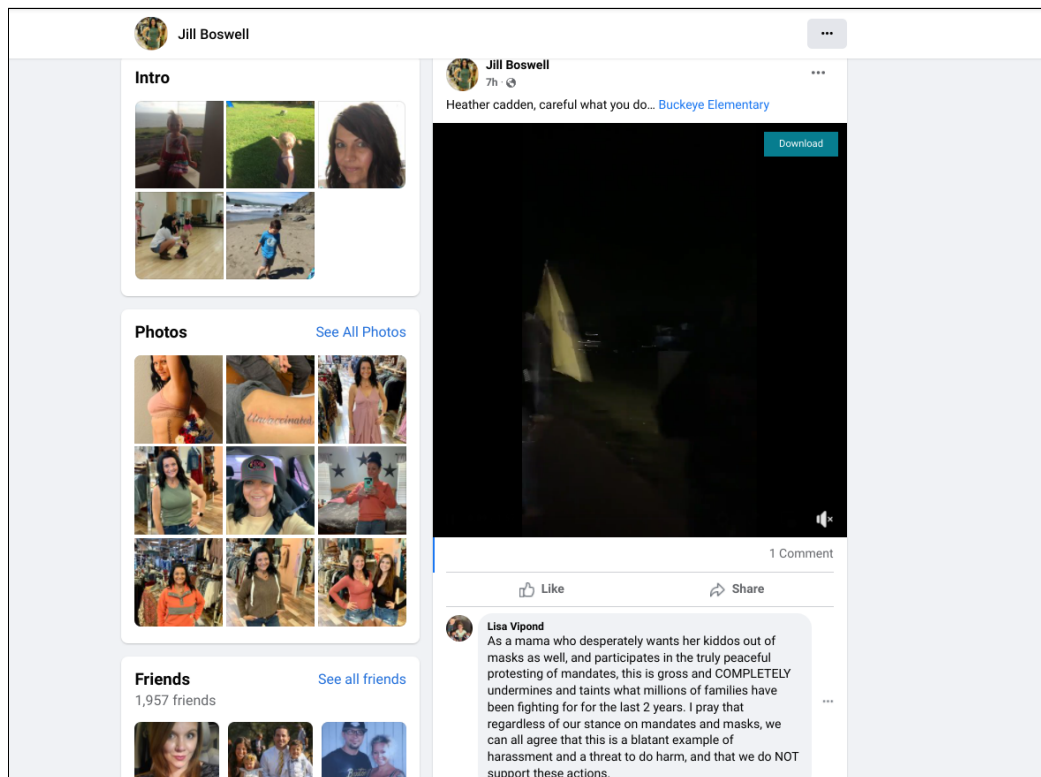 Jill Boswell
Intro
Photos
See All Photos
Friends
See all friends
1,957 friends
Jill Boswell
7h ·
Heather cadden, careful what you do... Buckeye Elementary
Download
1 Comment
Like
Share
Lisa Vipond
As a mama who desperately wants her kiddos out of
masks as well, and participates in the truly peaceful
protesting of mandates, this is gross and COMPLETELY
undermines and taints what millions of families have
been fighting for for the last 2 years. I pray that
regardless of our stance on mandates and masks, we
can all agree that this is a blatant example of
harassment and a threat to do harm, and that we do NOT
support these actions.